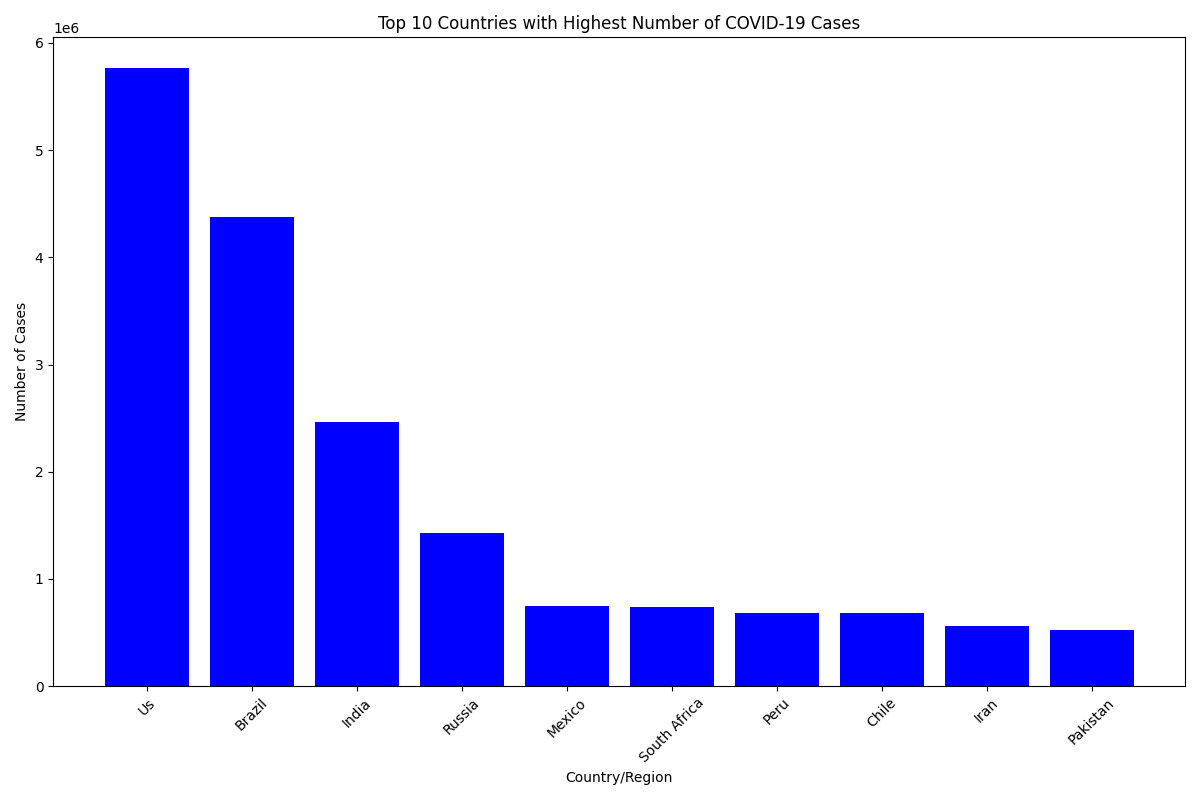 Top 10 Countries with Highest Number of COVID-19 Cases
1e6
6
5
4
3
2
1
0
Number of Cases
Us
Brazil
India
Russia
Mexico
South Africa
Peru
Chile
Iran
Pakistan
Country/Region